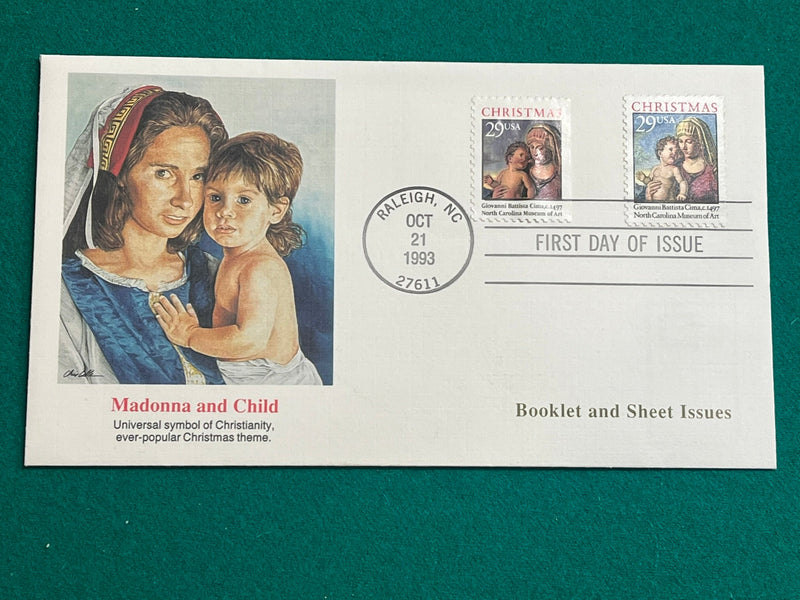 CHRISTMAS
29USA
Giovanni Battista Cima, c.1497
North Carolina Museum of Art
CHRISTMAS
29USA
Giovanni Battista Cima, c.1497
North Carolina Museum of Art
RALEIGH, NC
OCT
21
1993
27611
FIRST DAY OF ISSUE
Madonna and Child
Universal symbol of Christianity,
ever-popular Christmas theme.
Booklet and Sheet Issues